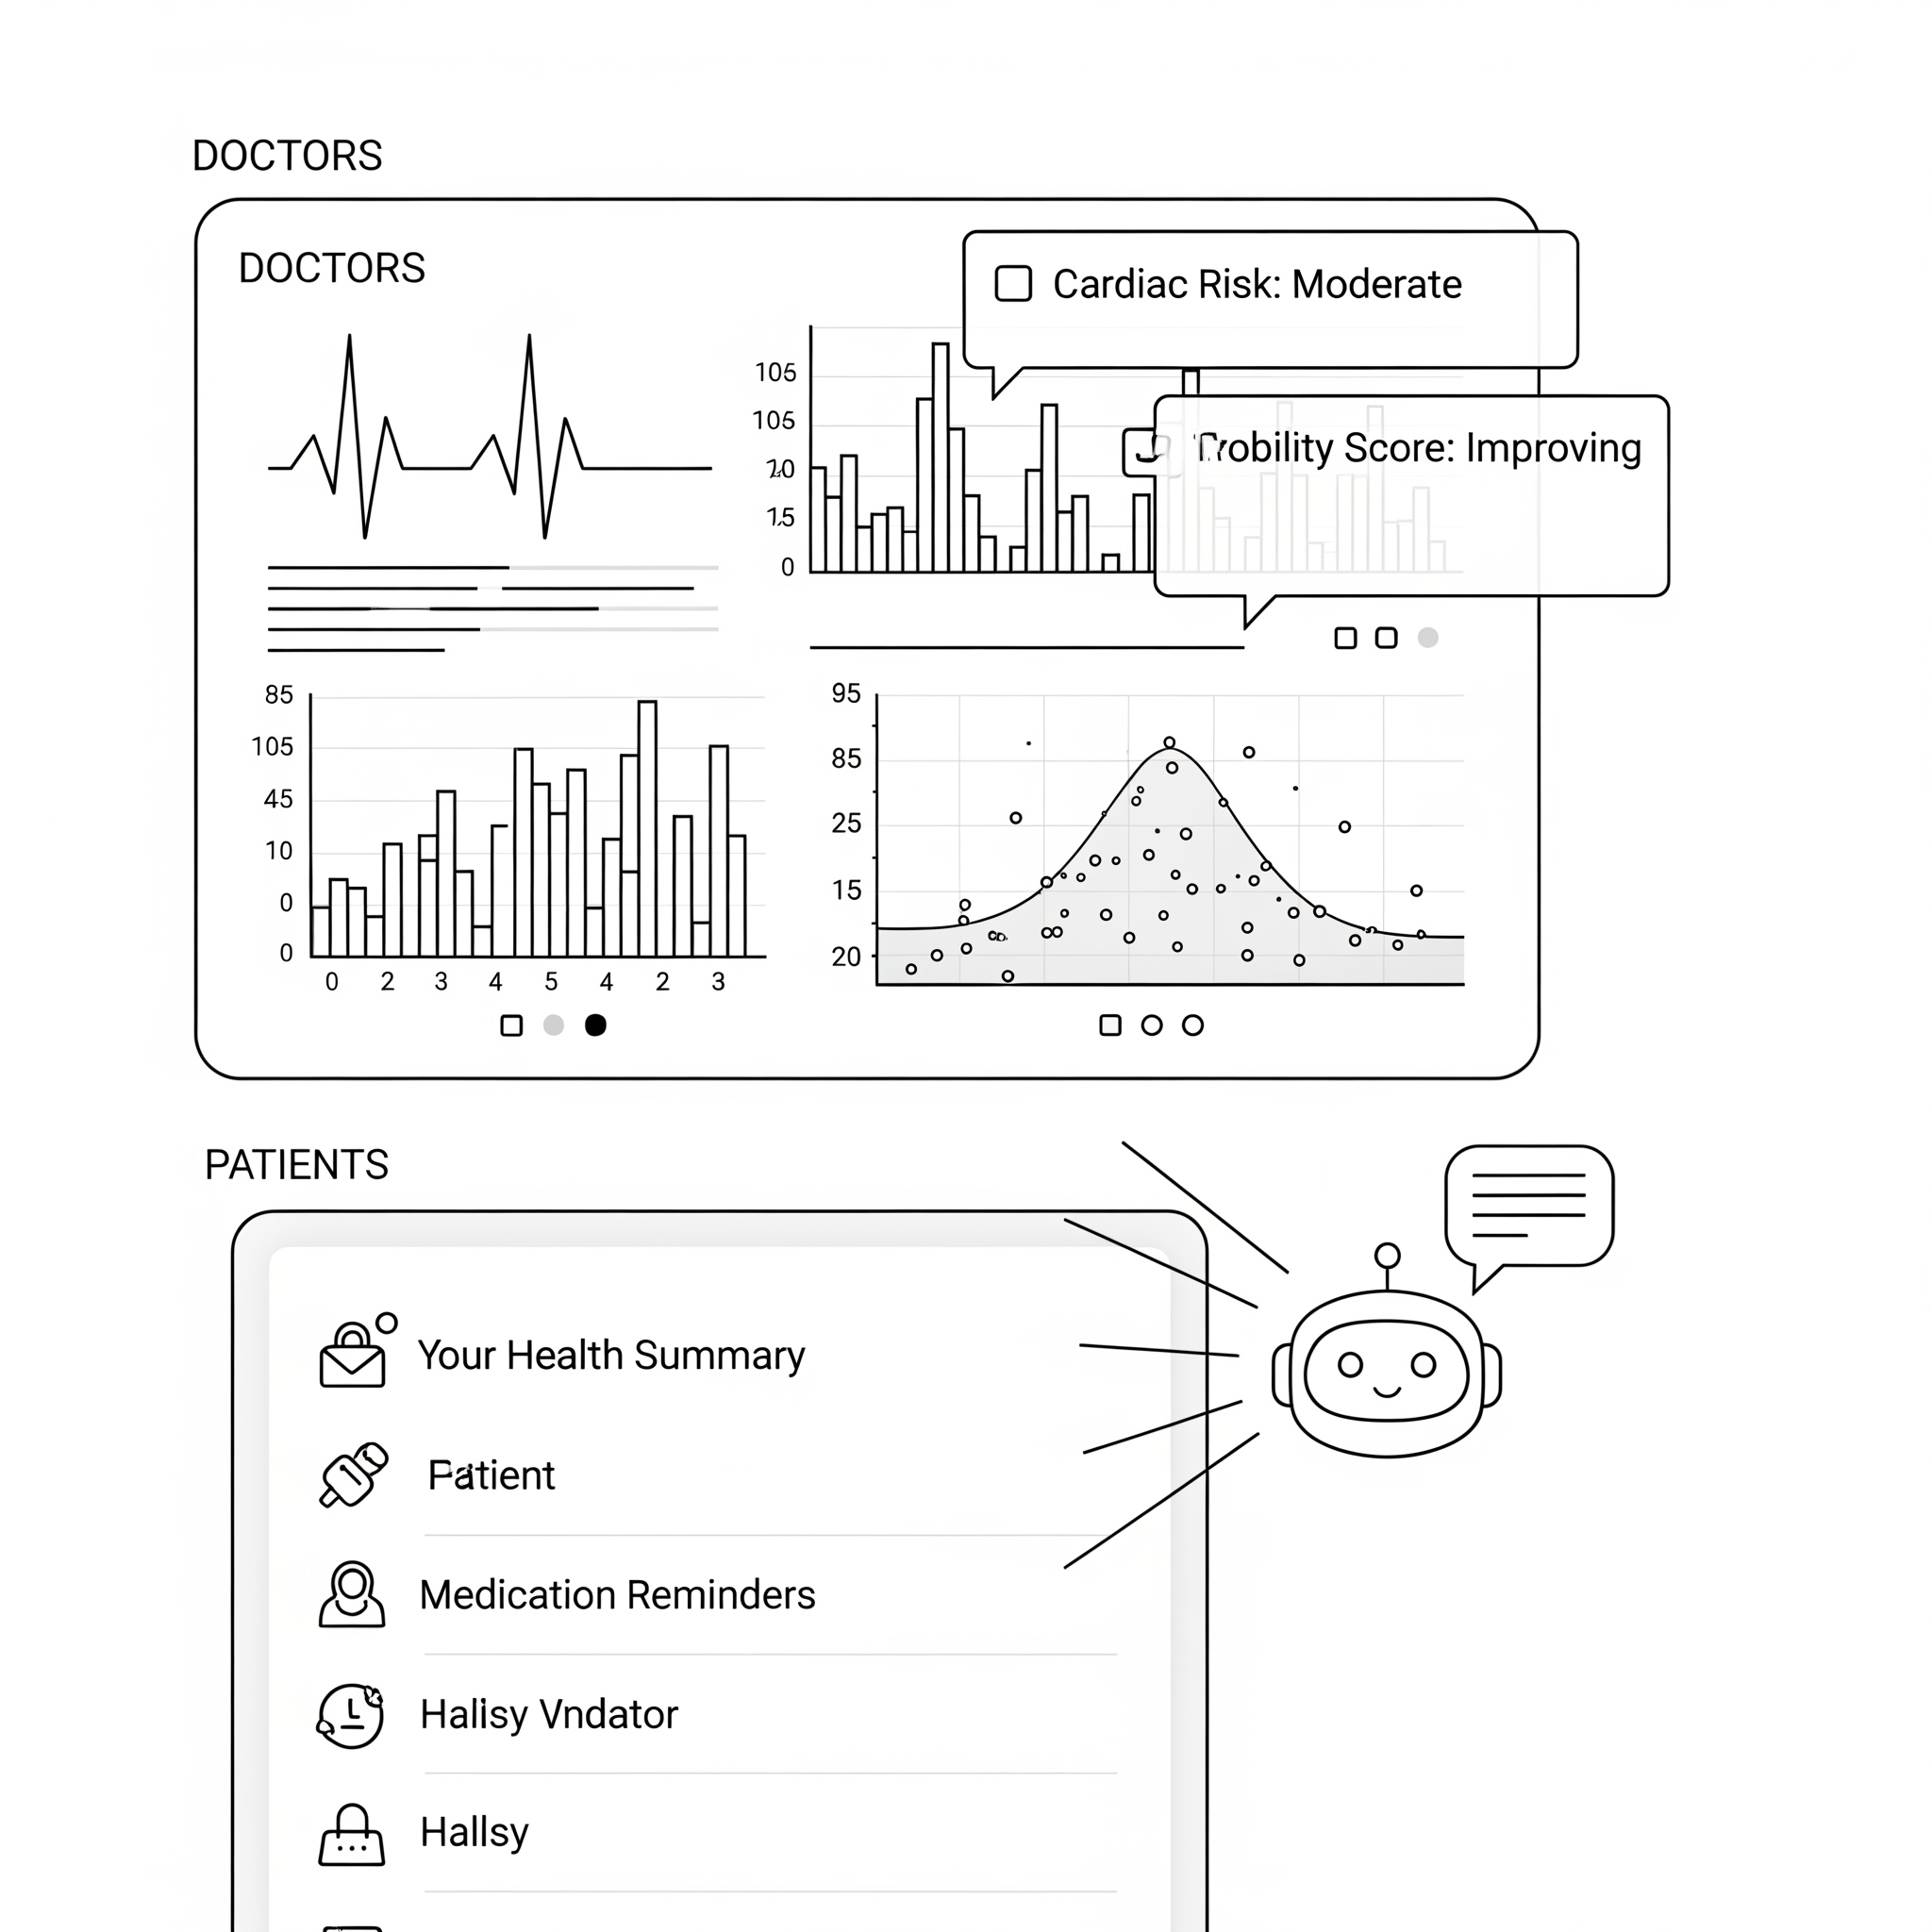 DOCTORS
DOCTORS
Cardiac Risk: Moderate
105
105
15
0
Score: Improving
85
105
45
10
0
0
0 2 3 4 5 4 2 3
95
85
25
15
20
PATIENTS
Your Health Summary
Patient
Medication Reminders
Halisy Vndator
Hallsy